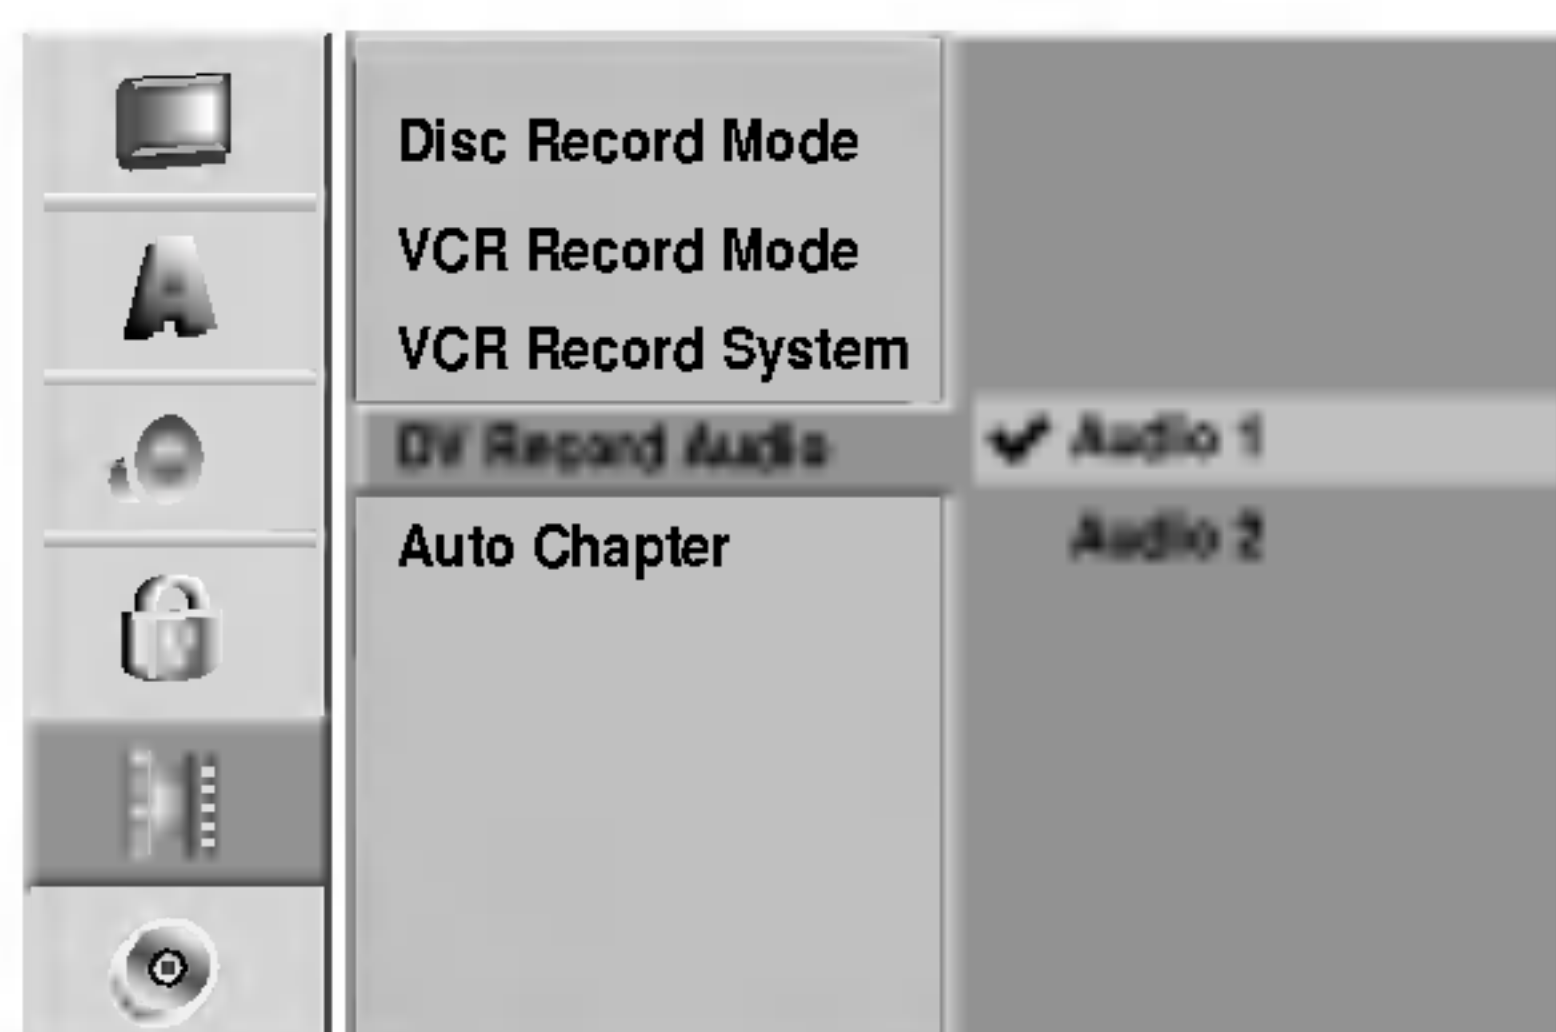 Disc Record Mode
VCR Record Mode
VCR Record System
DV Record Audio
Auto Chapter
✔ Audio 1
Audio 2